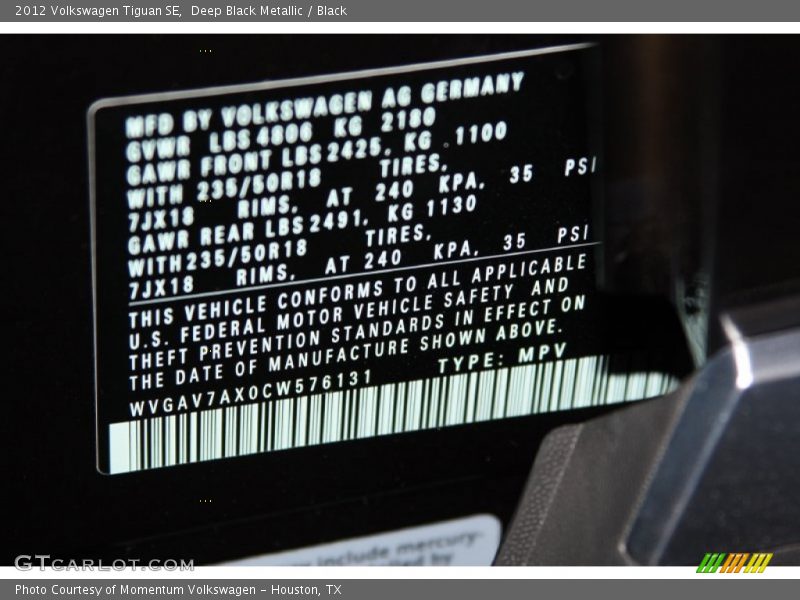 2012 Volkswagen Tiguan SE,  Deep Black Metallic / Black
MFD BY VOLKSWAGEN AG GERMANY
GVWR LBS 4806 KG 2180
GAWR FRONT LBS 2425. KG 1100
WITH 235/50R18 TIRES.
7JX18 RIMS. AT 240 KPA. 35 PSI
GAWR REAR LBS 2491. KG 1130
WITH 235/50R18 TIRES.
7JX18 RIMS. AT 240 KPA. 35 PSI
THIS VEHICLE CONFORMS TO ALL APPLICABLE
U.S. FEDERAL MOTOR VEHICLE SAFETY AND
THEFT PREVENTION STANDARDS IN EFFECT ON
THE DATE OF MANUFACTURE SHOWN ABOVE.
WVGAV7AX0CW576131 TYPE: MPV
include mercury-
by
GTCARLOT.COM
Photo Courtesy of Momentum Volkswagen - Houston, TX